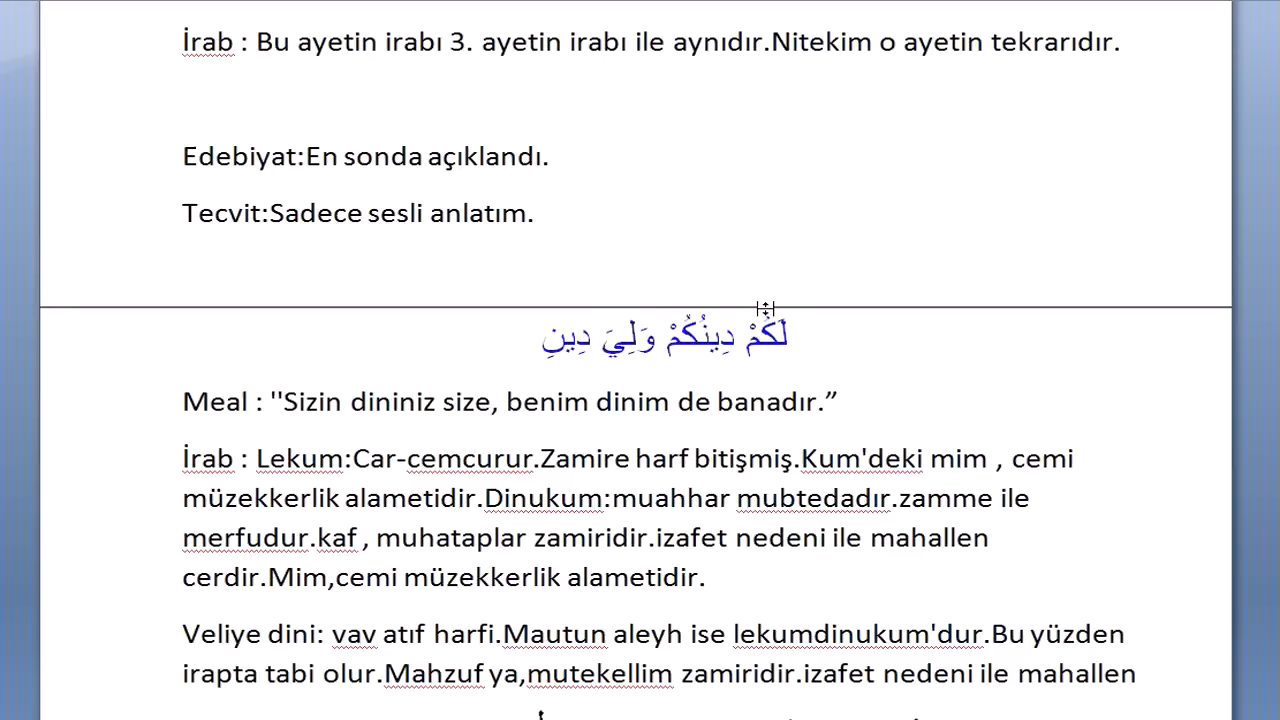 İrab : Bu ayetin irabı 3. ayetin irabı ile aynıdır.Nitekim o ayetin tekrarıdır.
Edebiyat:En sonda açıklandı.
Tecvit:Sadece sesli anlatım.
لَكُمْ دِينُكُمْ وَلِيَ دِينِ
Meal : ''Sizin dininiz size, benim dinim de banadır.”
İrab : Lekum:Car-cemcurur.Zamire harf bitişmiş.Kum'deki mim , cemi
müzekkerlik alametidir.Dinukum:muahhar mubtedadır.zamme ile
merfudur.kaf , muhataplar zamiridir.izafet nedeni ile mahallen
cerdir.Mim,cemi müzekkerlik alametidir.
Veliye dini: vav atıf harfi.Mautun aleyh ise lekumdinukum'dur.Bu yüzden
irapta tabi olur.Mahzuf ya,mutekellim zamiridir.izafet nedeni ile mahallen